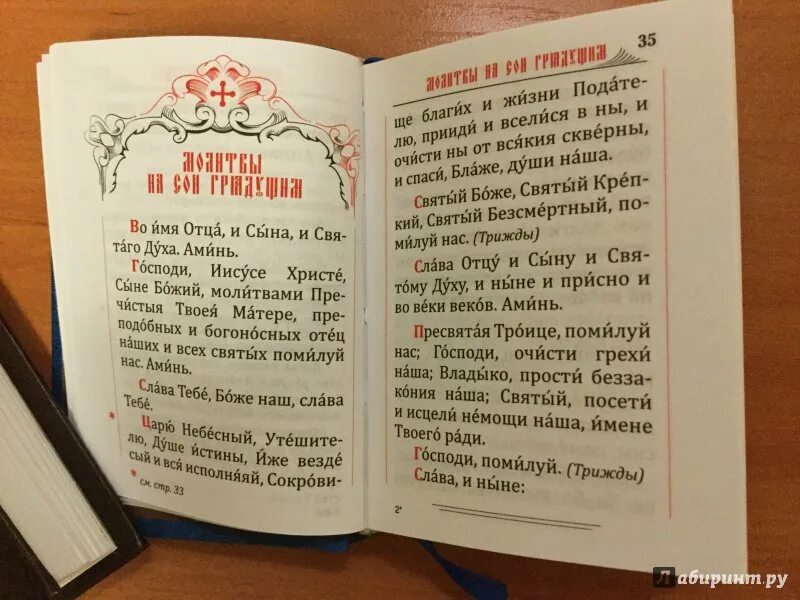 МОЛИТВЫ
НА СОН ГРЯДУЩИМ
Во и́мя Отца́, и Сы́на, и Свя-
та́го Ду́ха. Ами́нь.
Го́споди, Иису́се Христе́,
Сы́не Бо́жий, моли́твами Пре-
чи́стыя Твоея́ Ма́тере, пре-
подо́бных и богоно́сных оте́ц
на́ших и всех святы́х поми́луй
нас. Ами́нь.
Сла́ва Тебе́, Бо́же наш, сла́ва
Тебе́.
* Царю́ Небе́сный, Уте́шите-
лю, Ду́ше и́стины, И́же везде́
сы́й и вся́ исполня́яй, Сокро́ви-
* см. стр. 33
МОЛИТВЫ НА СОН ГРЯДУЩИМ 35
ще благи́х и жи́зни Пода́те-
лю, прииди́ и всели́ся в ны, и
очи́сти ны от вся́кия скве́рны,
и спаси́, Бла́же, ду́ши на́ша.
Святы́й Бо́же, Святы́й Кре́п-
кий, Святы́й Безсме́ртный, по-
ми́луй нас. (Трижды)
Сла́ва Отцу́ и Сы́ну и Свя-
то́му Ду́ху, и ны́не и при́сно и
во ве́ки веко́в. Ами́нь.
Пресвята́я Тро́ице, поми́луй
нас; Го́споди, очи́сти грехи́
на́ша; Влады́ко, прости́ безза-
ко́ния на́ша; Святы́й, посети́
и исцели́ не́мощи на́ша, и́мене
Твоего́ ра́ди.
Го́споди, поми́луй. (Трижды)
Сла́ва, и ны́не:
2*
Лабиринт.ру